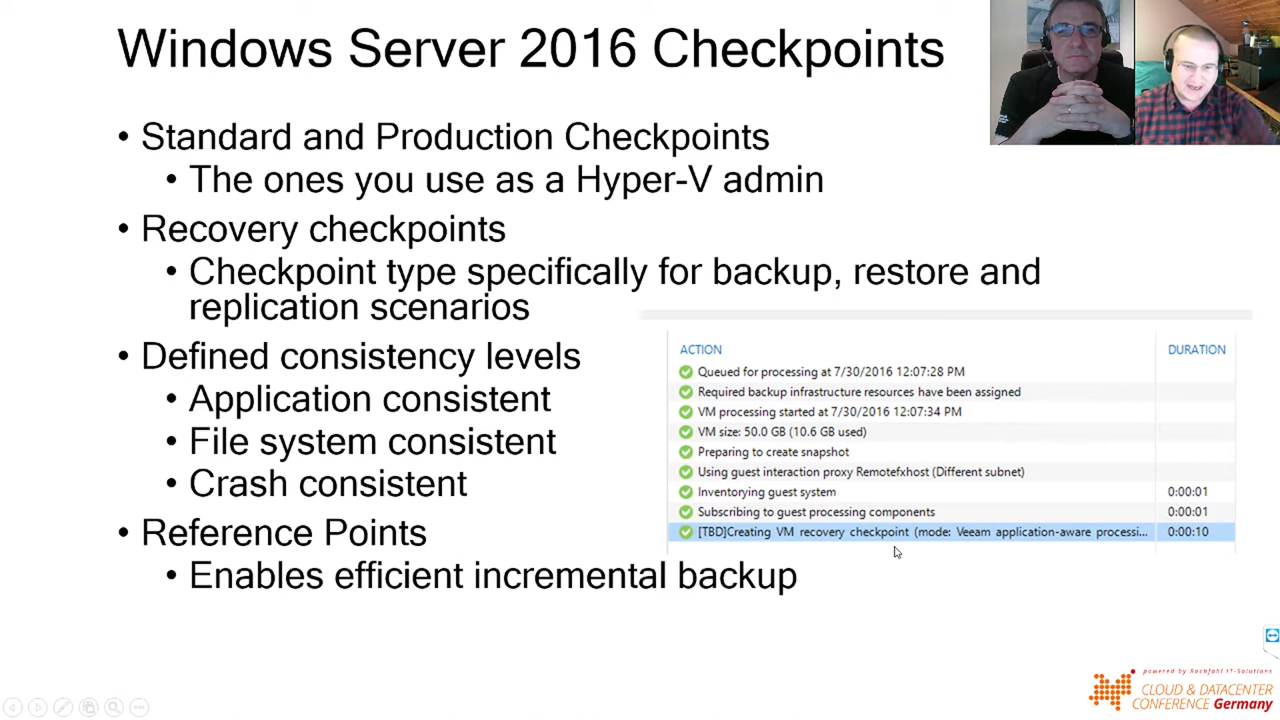 Windows Server 2016 Checkpoints
• Standard and Production Checkpoints
• The ones you use as a Hyper-V admin
• Recovery checkpoints
• Checkpoint type specifically for backup, restore and
replication scenarios
• Defined consistency levels
• Application consistent
• File system consistent
• Crash consistent
• Reference Points
• Enables efficient incremental backup
ACTION DURATION
Queued for processing at 7/30/2016 12:07:28 PM
Required backup infrastructure resources have been assigned
VM processing started at 7/30/2016 12:07:34 PM
VM size: 50.0 GB (10.6 GB used)
Preparing to create snapshot
Using guest interaction proxy Remotefxhost (Different subnet)
Inventorying guest system 0:00:01
Subscribing to guest processing components 0:00:01
[TBD]Creating VM recovery checkpoint (mode: Veeam application-aware processi... 0:00:10
powered by Rachfahl IT-Solutions
CLOUD & DATACENTER
CONFERENCE Germany